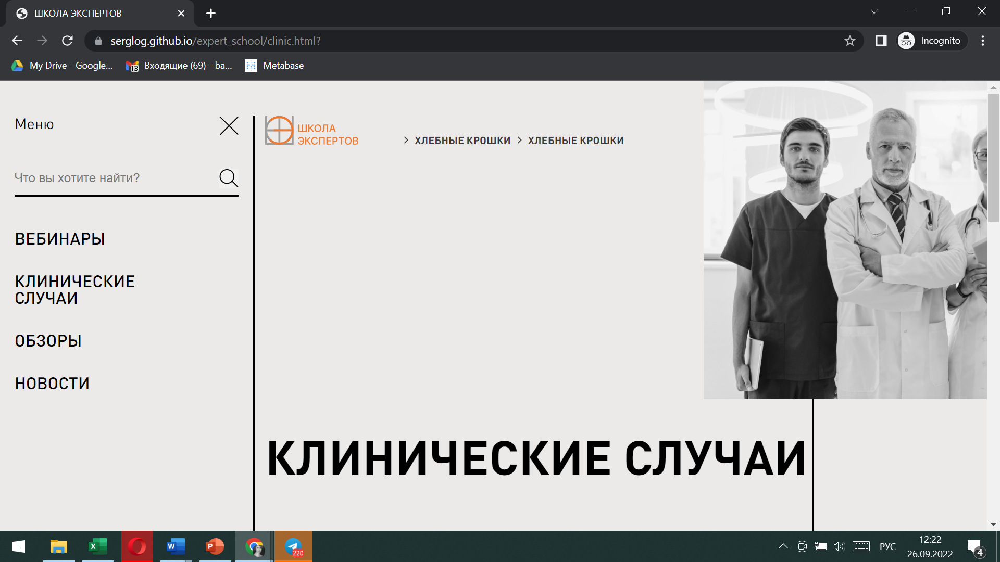 ШКОЛА ЭКСПЕРТОВ
serglog.github.io/expert_school/clinic.html?
Incognito
My Drive - Google...
13
Входящие (69) - ba...
Metabase
Меню
Что вы хотите найти?
ВЕБИНАРЫ
КЛИНИЧЕСКИЕ
СЛУЧАИ
ОБЗОРЫ
НОВОСТИ
ШКОЛА
ЭКСПЕРТОВ
ХЛЕБНЫЕ КРОШКИ
ХЛЕБНЫЕ КРОШКИ
КЛИНИЧЕСКИЕ СЛУЧАИ
X
W
P
220
РУС
12:22
26.09.2022
4